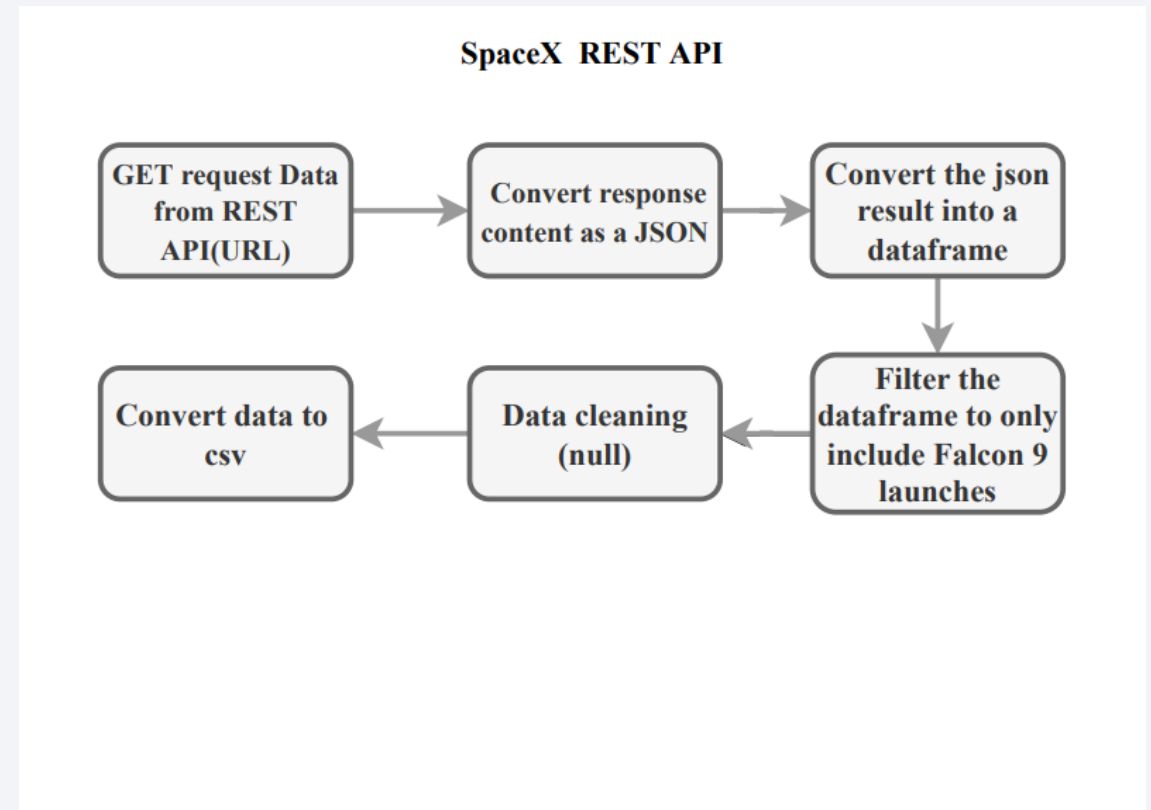 SpaceX REST API
GET request Data
from REST
API(URL)
Convert response
content as a JSON
Convert the json
result into a
dataframe
Filter the
dataframe to only
include Falcon 9
launches
Data cleaning
(null)
Convert data to
csv